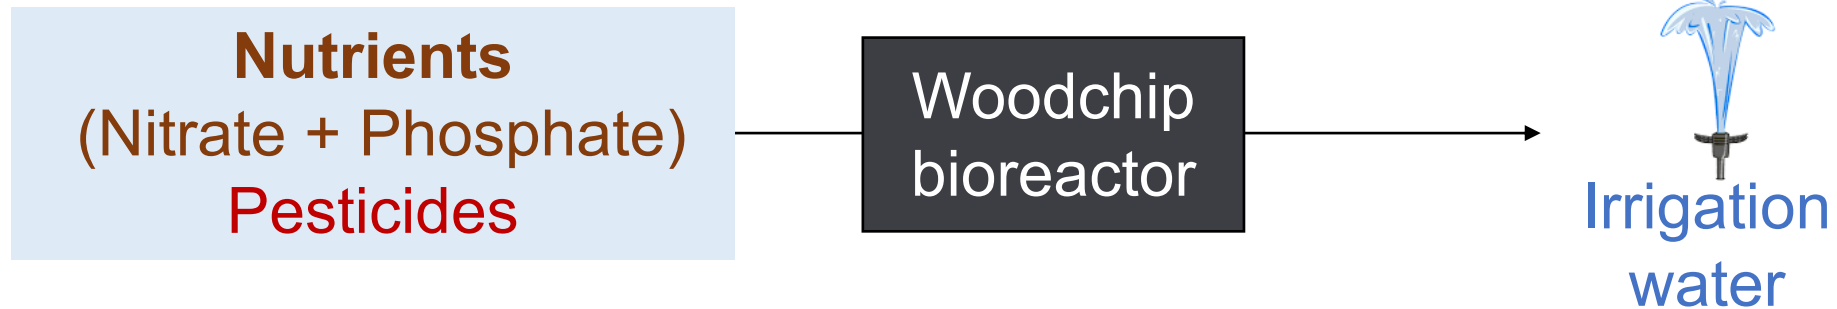 Nutrients
(Nitrate + Phosphate)
Pesticides
Woodchip
bioreactor
Irrigation
water